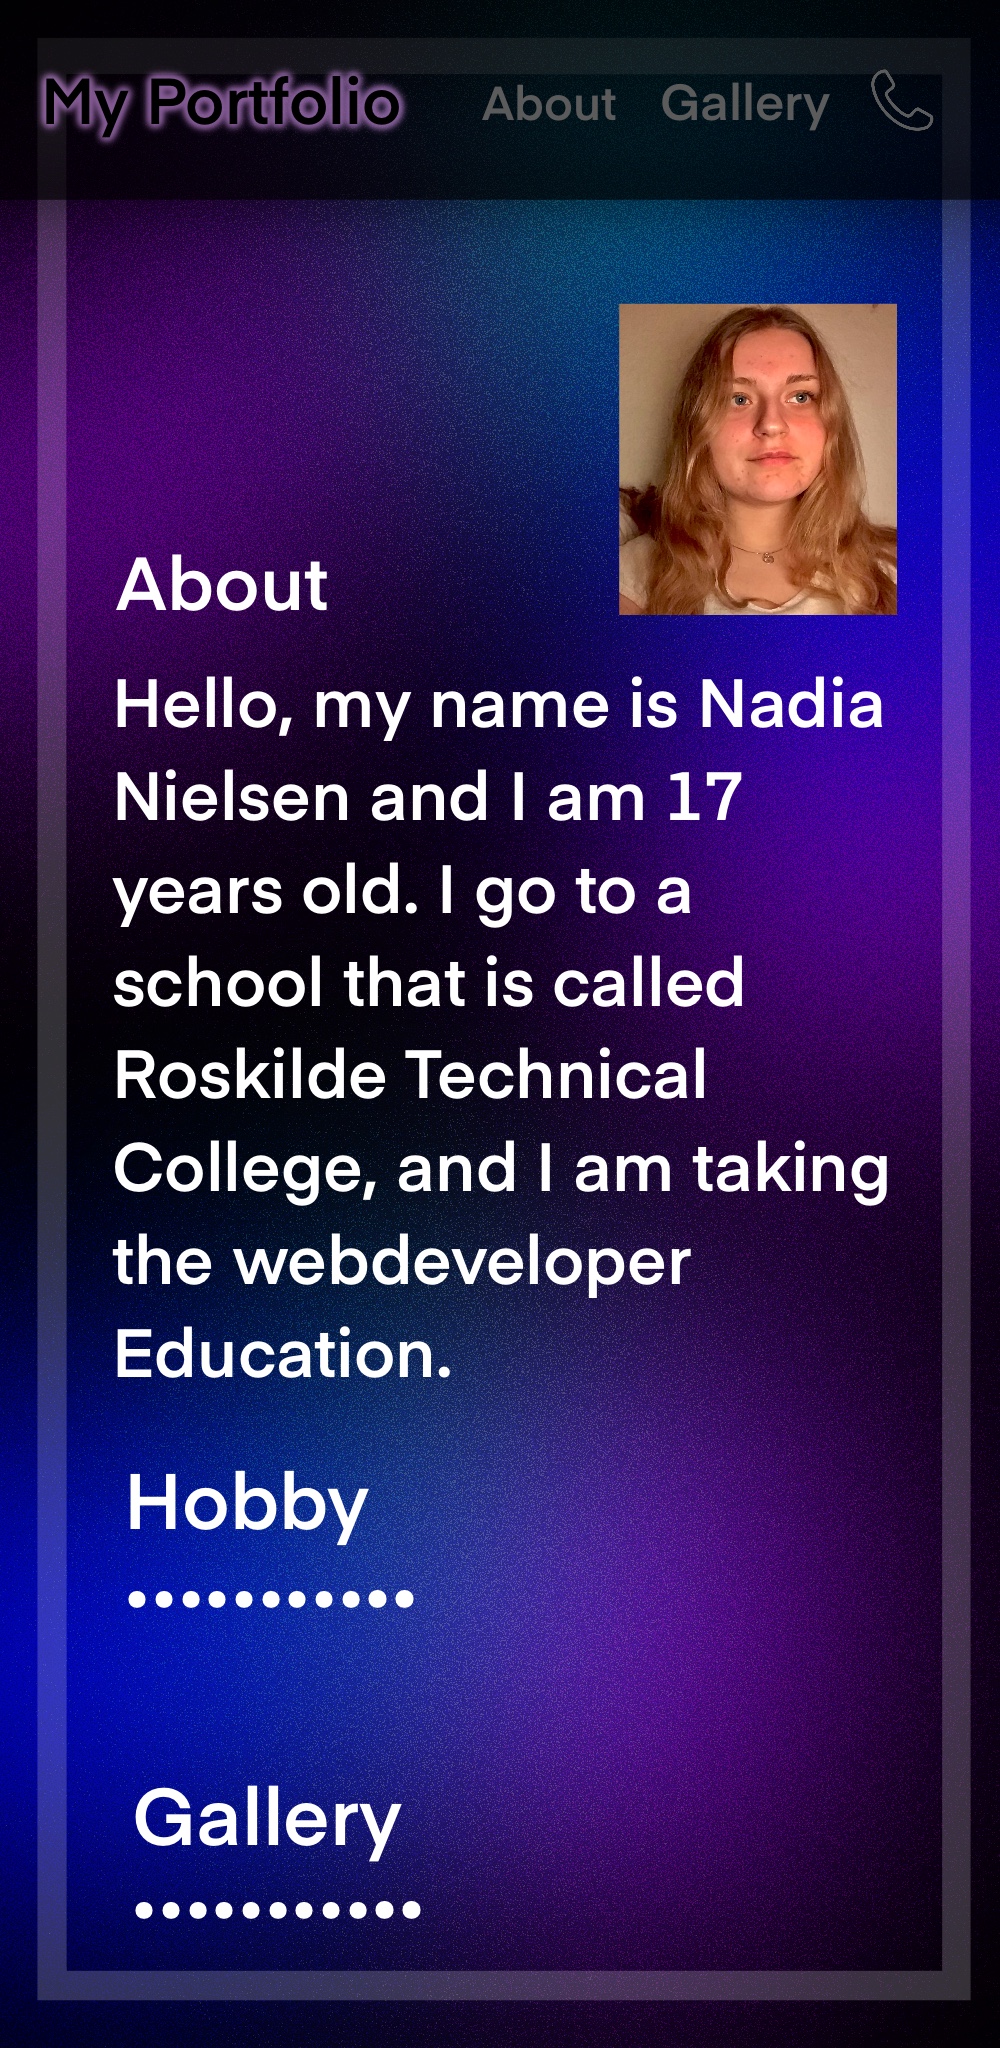 My Portfolio About Gallery
About
Hello, my name is Nadia
Nielsen and I am 17
years old. I go to a
school that is called
Roskilde Technical
College, and I am taking
the webdeveloper
Education.
Hobby
...........
Gallery
...........